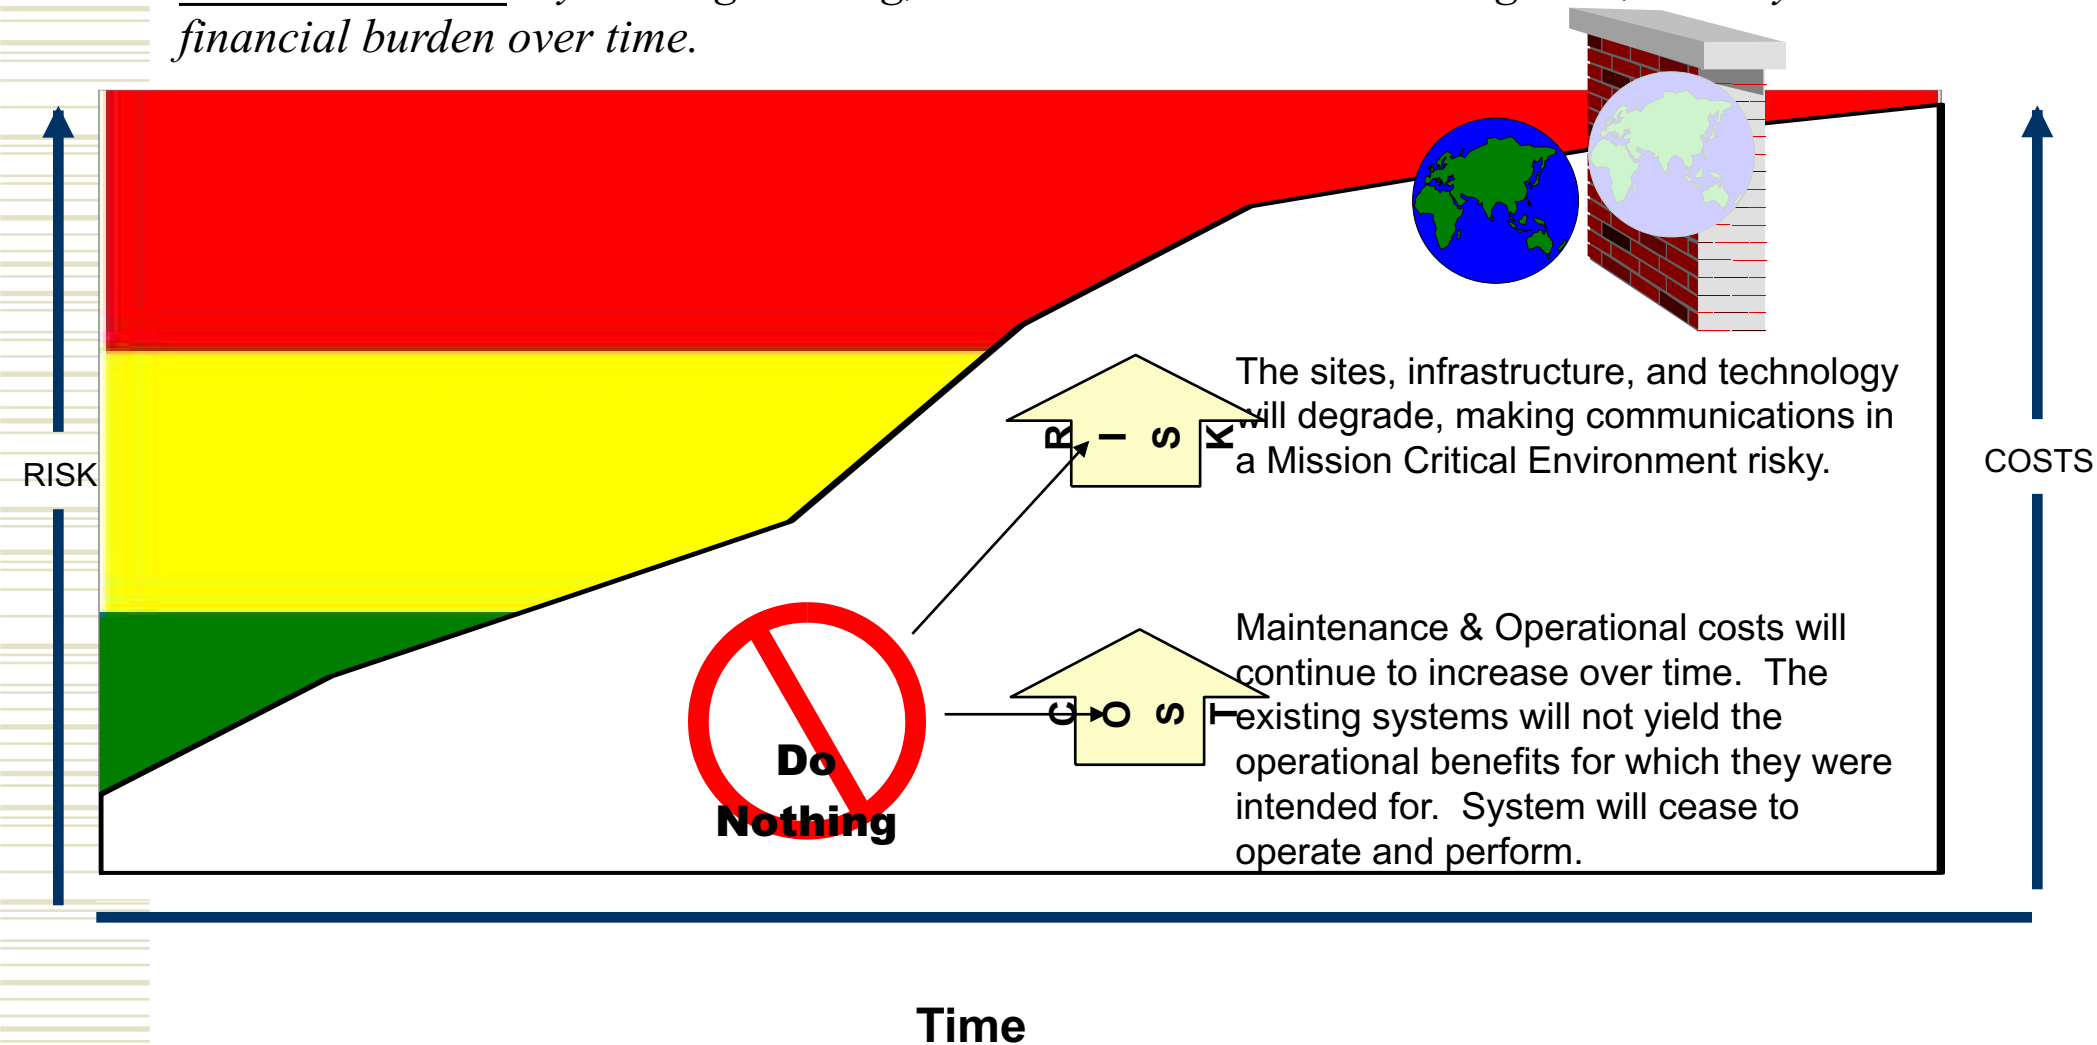 financial burden over time.
The sites, infrastructure, and technology
will degrade, making communications in
a Mission Critical Environment risky.
RISK
RISK
COSTS
Maintenance & Operational costs will
continue to increase over time.  The
existing systems will not yield the
operational benefits for which they were
intended for.  System will cease to
operate and perform.
COST
Do
Nothing
Time